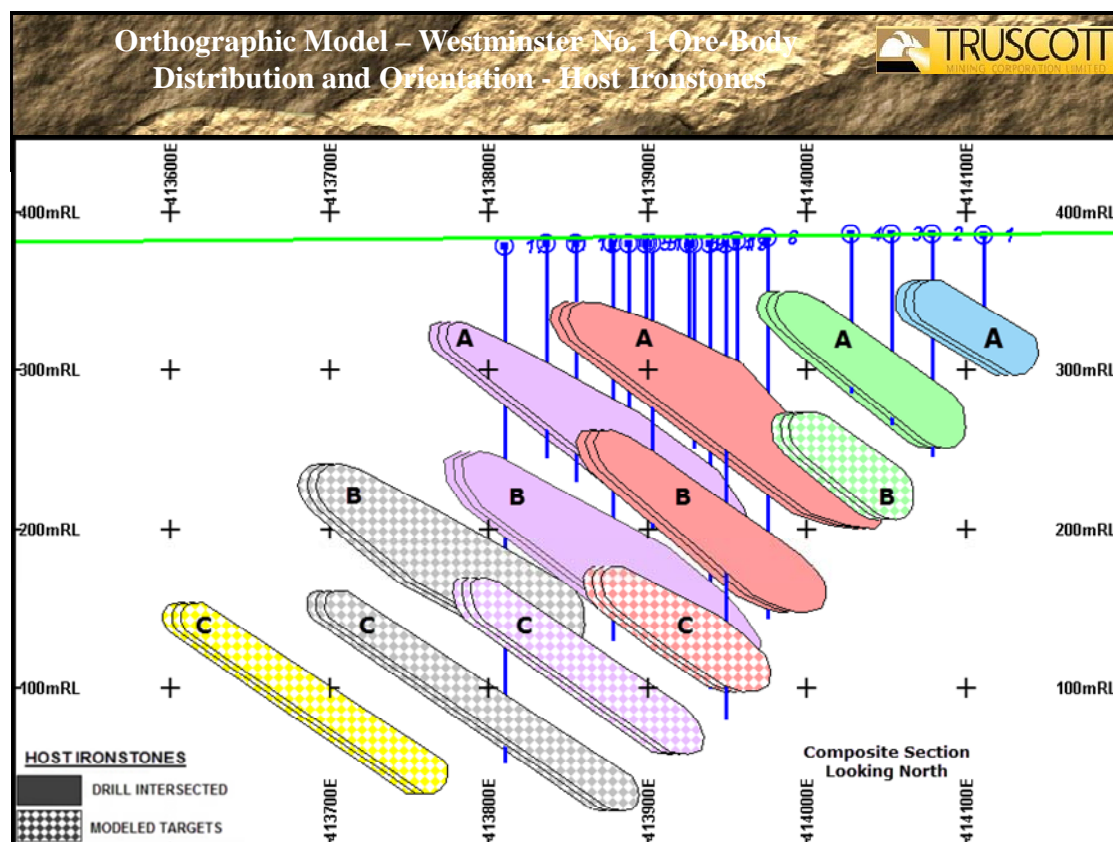 Orthographic Model – Westminster No. 1 Ore-Body
Distribution and Orientation - Host Ironstones
TRUSCOTT
MINING CORPORATION LIMITED
413600E
413700E
413800E
413900E
414000E
414100E
400mRL
400mRL
6
4
3
2
1
A
A
A
A
300mRL
300mRL
B
B
B
B
200mRL
200mRL
C
C
C
C
100mRL
100mRL
HOST IRONSTONES
DRILL INTERSECTED
MODELED TARGETS
Composite Section
Looking North
413700E
413800E
413900E
414000E
414100E